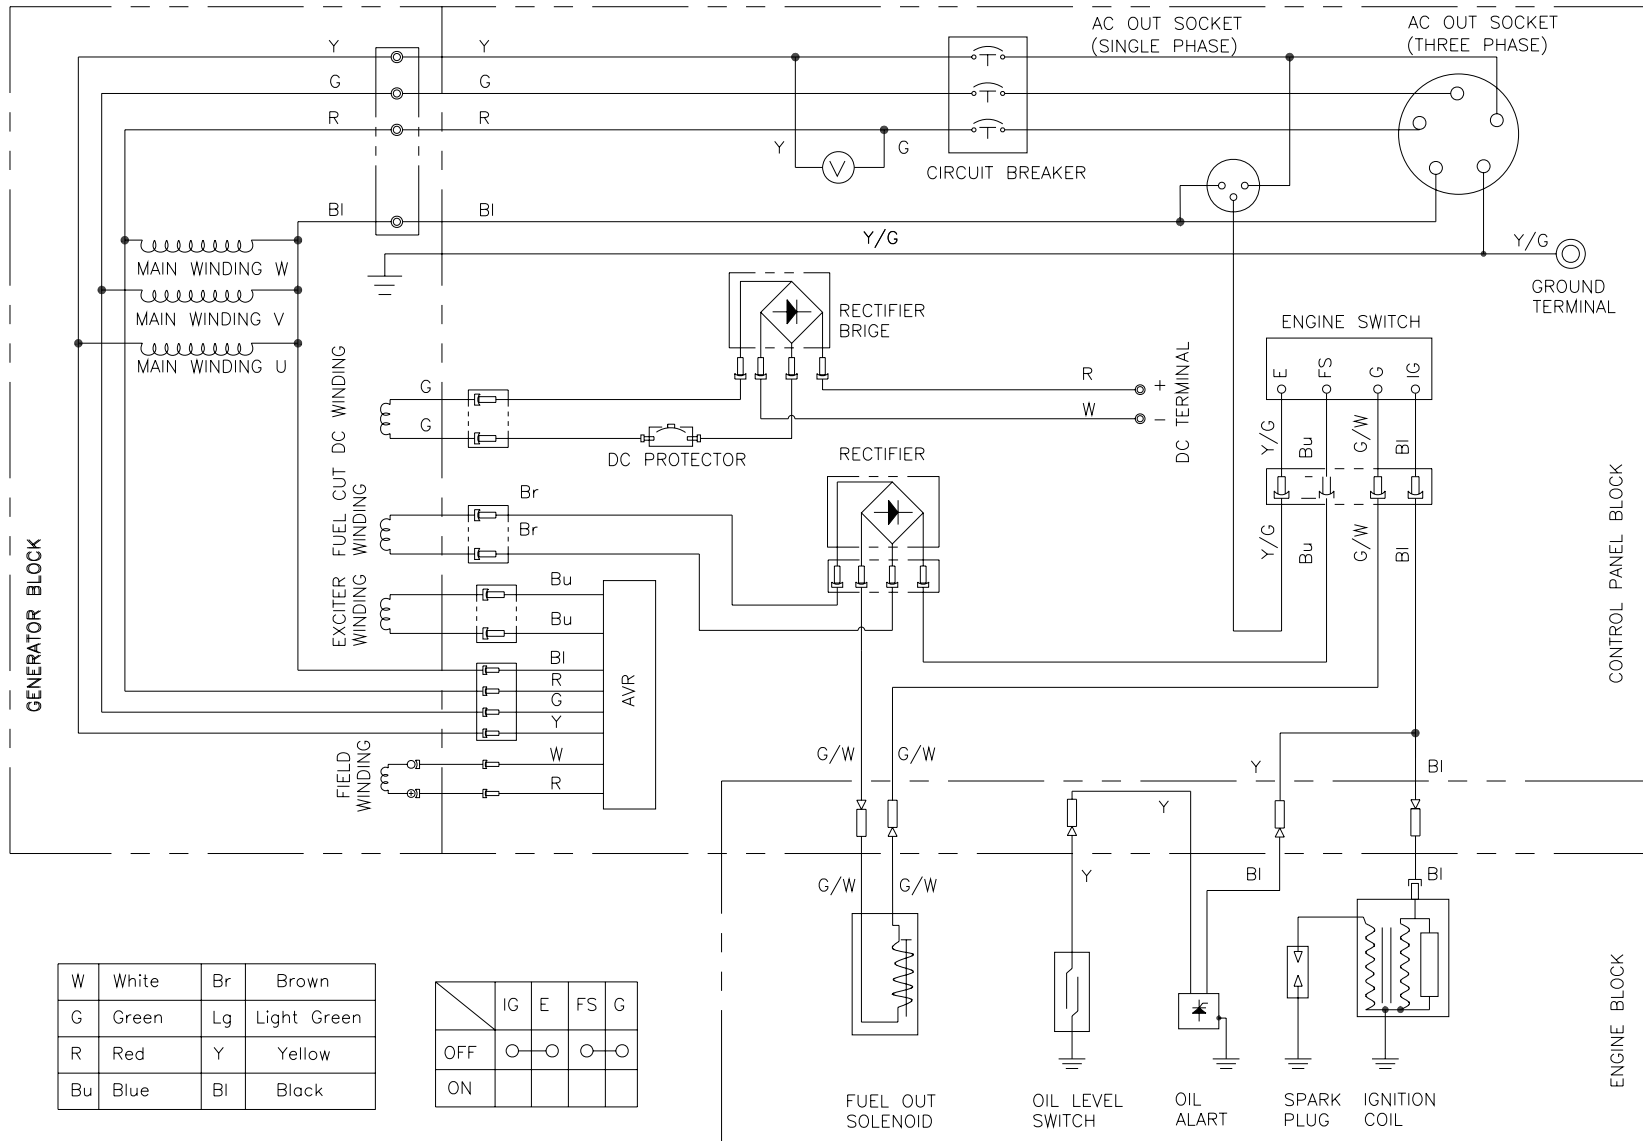 AC OUT SOCKET
(SINGLE PHASE)
AC OUT SOCKET
(THREE PHASE)
Y
Y
G
G
R
R
Y
G
CIRCUIT BREAKER
Bl
Bl
Y/G
Y/G
GROUND
TERMINAL
MAIN WINDING W
MAIN WINDING V
MAIN WINDING U
V
RECTIFIER
BRIGE
ENGINE SWITCH
E
FS
G
IG
DC WINDING
G
G
R
+
W
−
DC TERMINAL
DC PROTECTOR
RECTIFIER
Y/G
Bu
G/W
Bl
FUEL CUT
WINDING
Br
Br
Y/G
Bu
G/W
Bl
CONTROL PANEL BLOCK
GENERATOR BLOCK
EXCITER
WINDING
Bu
Bu
Bl
R
G
Y
W
R
AVR
FIELD
WINDING
G/W
G/W
Y
Bl
Y
G/W
G/W
Y
Bl
Bl
ENGINE BLOCK
FUEL OUT
SOLENOID
OIL LEVEL
SWITCH
OIL
ALART
SPARK
PLUG
IGNITION
COIL
W White Br Brown
G Green Lg Light Green
R Red Y Yellow
Bu Blue Bl Black
IG E FS G
OFF
ON